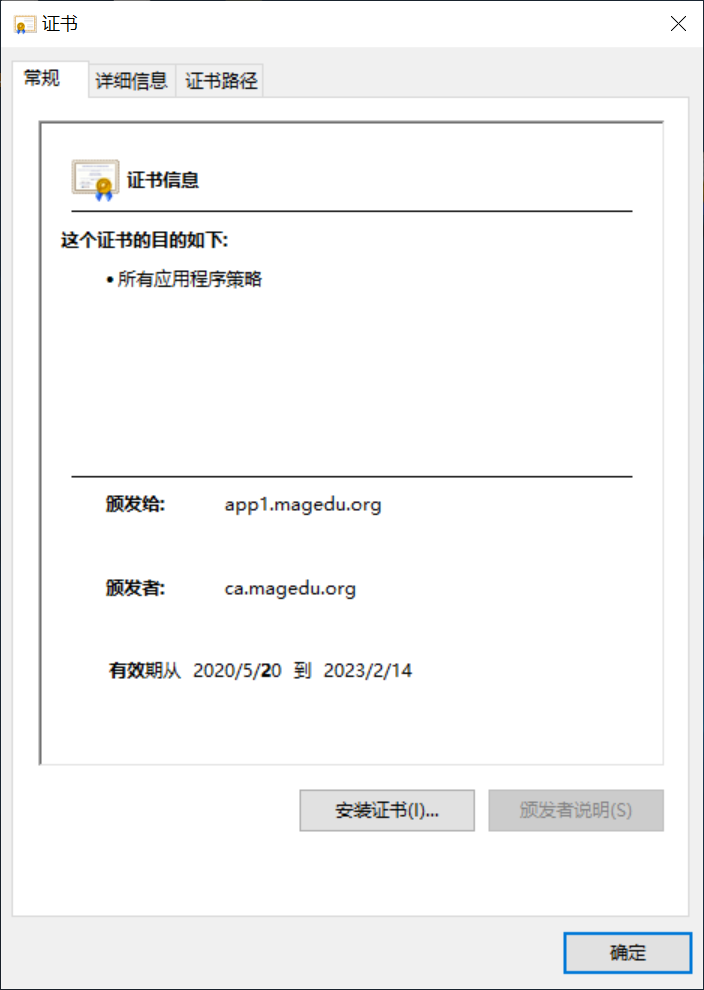 证书
常规 详细信息 证书路径
证书信息
这个证书的目的如下:
• 所有应用程序策略
颁发给: app1.magedu.org
颁发者: ca.magedu.org
有效期从 2020/5/20 到 2023/2/14
安装证书(I)... 颁发者说明(S)
确定